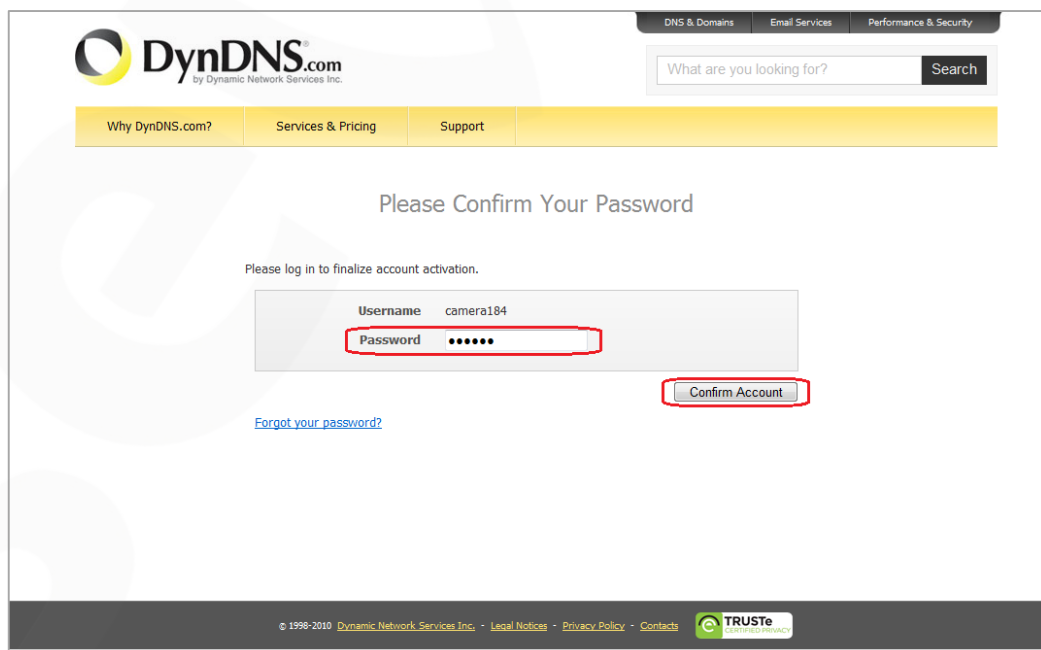 DNS & Domains Email Services Performance & Security
DynDNS.com
by Dynamic Network Services Inc.
What are you looking for? Search
Why DynDNS.com? Services & Pricing Support
Please Confirm Your Password
Please log in to finalize account activation.
Username camera184
Password ••••••
Confirm Account
Forgot your password?
© 1998-2010 Dynamic Network Services Inc. - Legal Notices - Privacy Policy - Contacts
TRUSTe
CERTIFIED PRIVACY